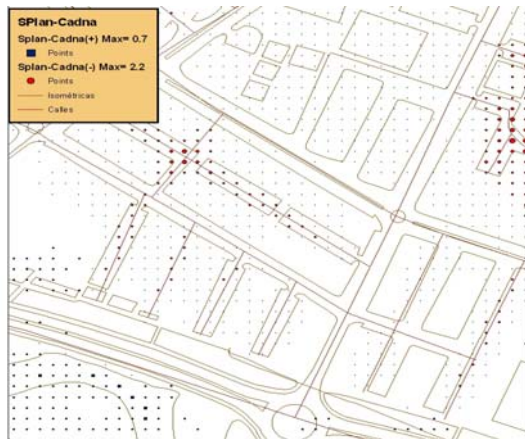 SPlan-Cadna
Splan-Cadna(+) Max= 0.7
Points
Splan-Cadna(-) Max= 2.2
Points
Isométricas
Calles